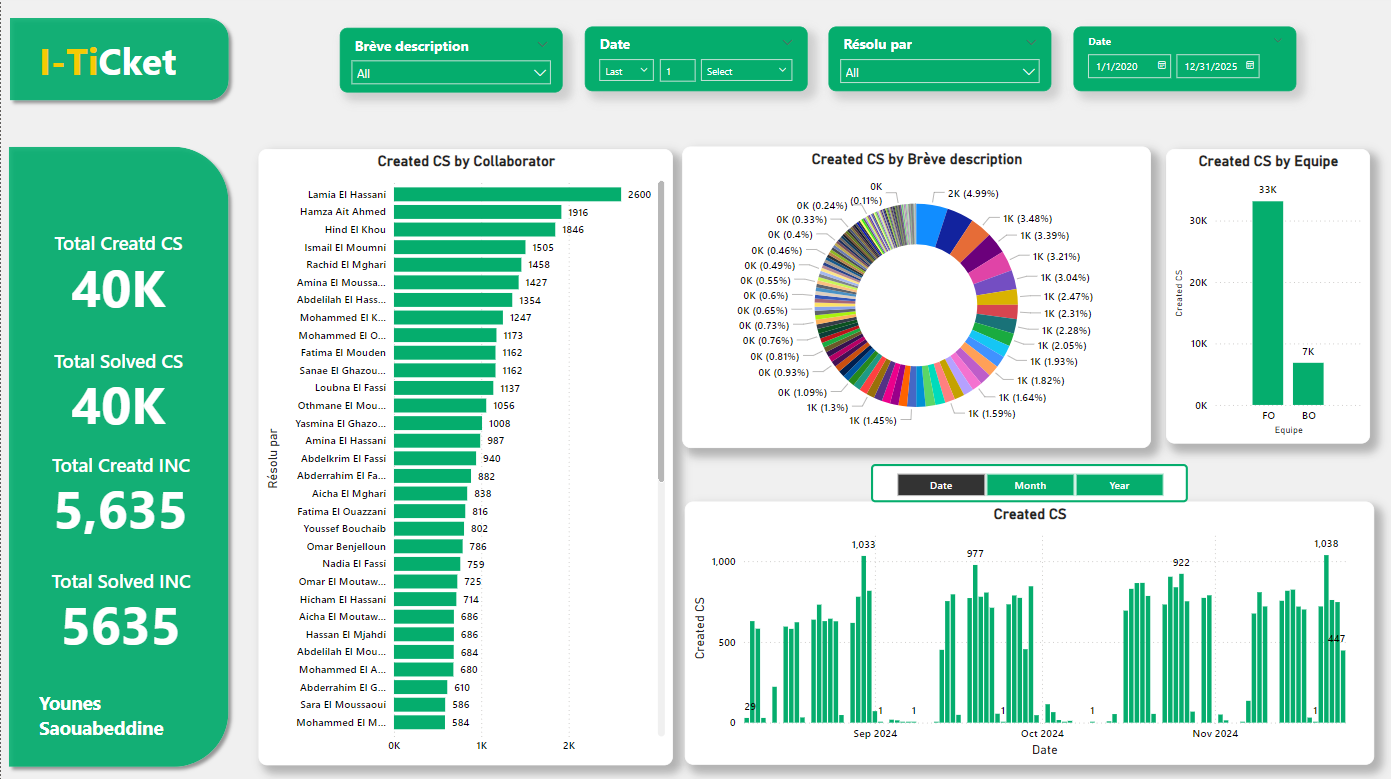 I-TiCket
Brève description
All
Date
Last
1
Select
Résolu par
All
Date
1/1/2020
12/31/2025
Total Creatd CS
40K
Total Solved CS
40K
Total Creatd INC
5,635
Total Solved INC
5635
Younes
Saouabeddine
Created CS by Collaborator
Résolu par
Lamia El Hassani 2600
Hamza Ait Ahmed 1916
Hind El Khou 1846
Ismail El Moumni 1505
Rachid El Mghari 1458
Amina El Moussa... 1427
Abdelilah El Hass... 1354
Mohammed El K... 1247
Mohammed El O... 1173
Fatima El Mouden 1162
Sanae El Ghazou... 1162
Loubna El Fassi 1137
Othmane El Mou... 1056
Yasmina El Ghazo... 1008
Amina El Hassani 987
Abdelkrim El Fassi 940
Abderrahim El Fa... 882
Aicha El Mghari 838
Fatima El Ouazzani 816
Youssef Bouchaib 802
Omar Benjelloun 786
Nadia El Fassi 759
Omar El Moutaw... 725
Hicham El Hassani 714
Aicha El Moutaw... 686
Hassan El Mjahdi 686
Abdelilah El Mou... 684
Mohammed El A... 680
Abderrahim El G... 610
Sara El Moussaoui 586
Mohammed El M... 584
0K 1K 2K
Created CS by Brève description
2K (4.99%)
1K (3.48%)
1K (3.39%)
1K (3.21%)
1K (3.04%)
1K (2.47%)
1K (2.31%)
1K (2.28%)
1K (2.05%)
1K (1.93%)
1K (1.82%)
1K (1.64%)
1K (1.59%)
1K (1.45%)
1K (1.3%)
0K (1.09%)
0K (0.93%)
0K (0.81%)
0K (0.76%)
0K (0.73%)
0K (0.65%)
0K (0.6%)
0K (0.55%)
0K (0.49%)
0K (0.46%)
0K (0.4%)
0K (0.33%)
0K (0.24%)
0K
(0.11%)
Created CS by Equipe
Created CS
33K
30K
20K
10K
7K
0K
FO BO
Equipe
Date Month Year
Created CS
Created CS
1,000
500
0
29
1,033
1
1
977
1
1
922
1
1,038
447
Sep 2024 Oct 2024 Nov 2024
Date